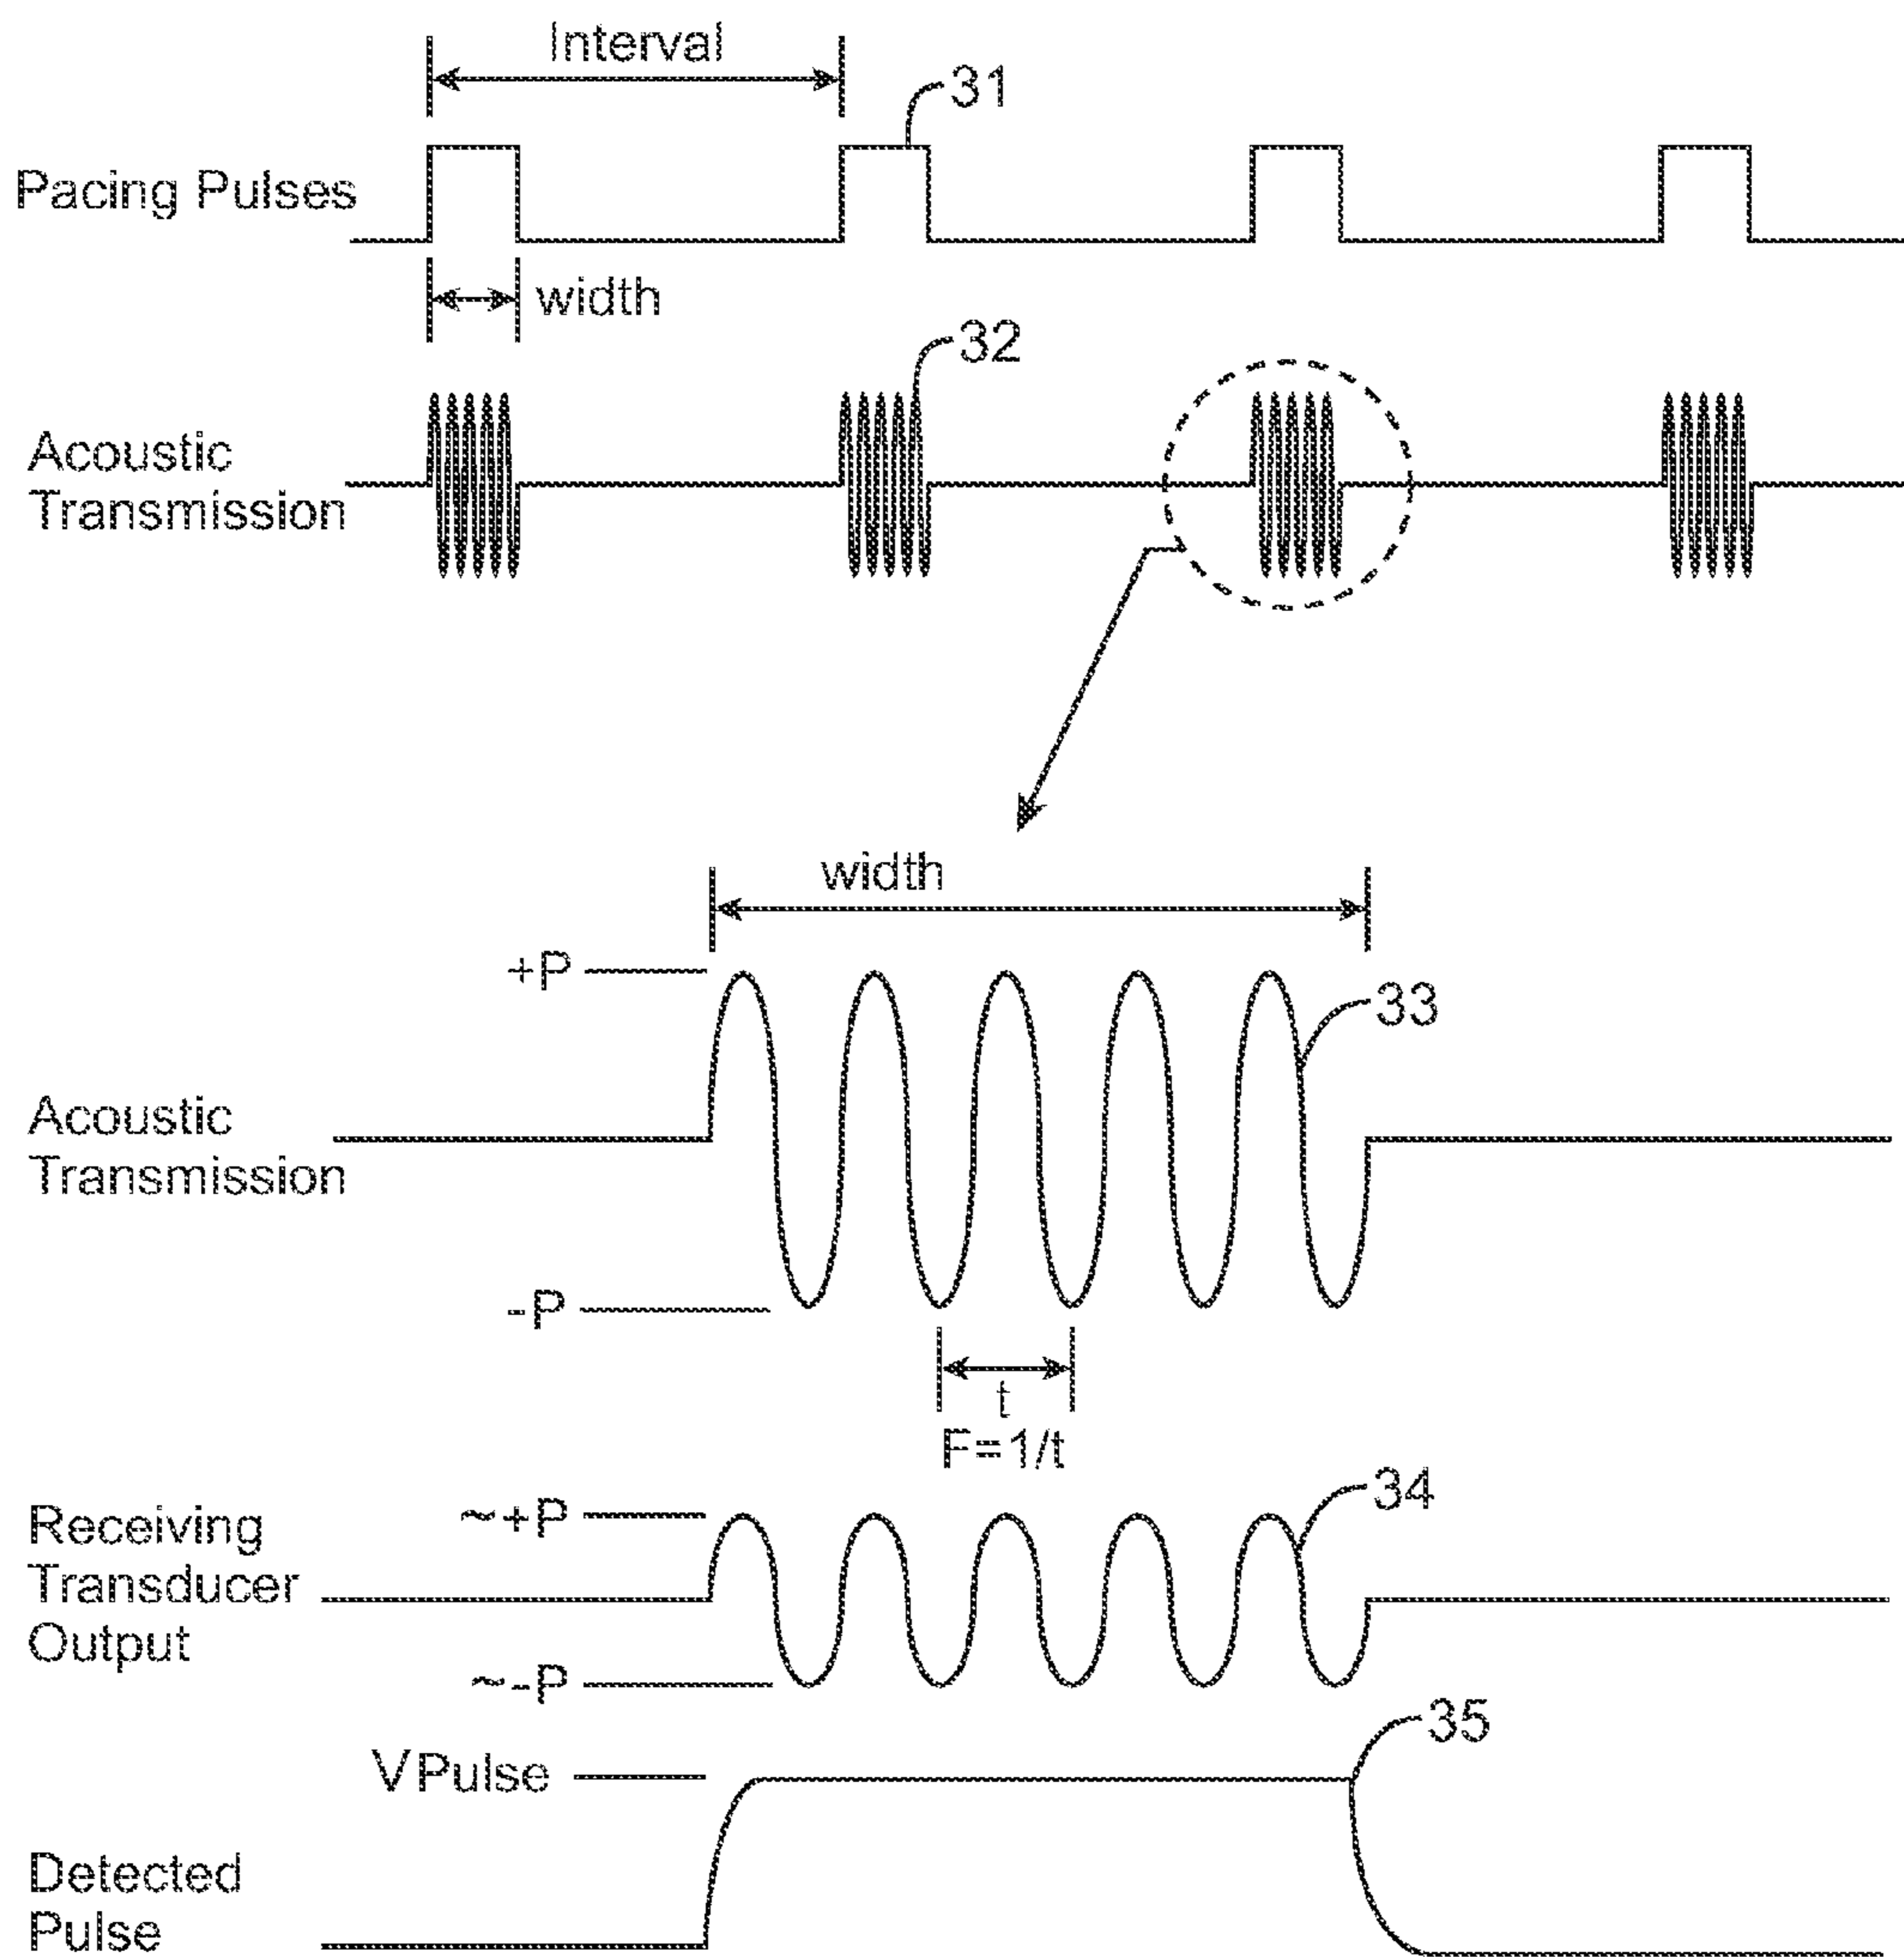 Interval
31
Pacing Pulses
width
32
Acoustic
Transmission
width
+P
33
Acoustic
Transmission
-P
t
F=1/t
34
~+P
Receiving
Transducer
Output
~-P
35
VPulse
Detected
Pulse